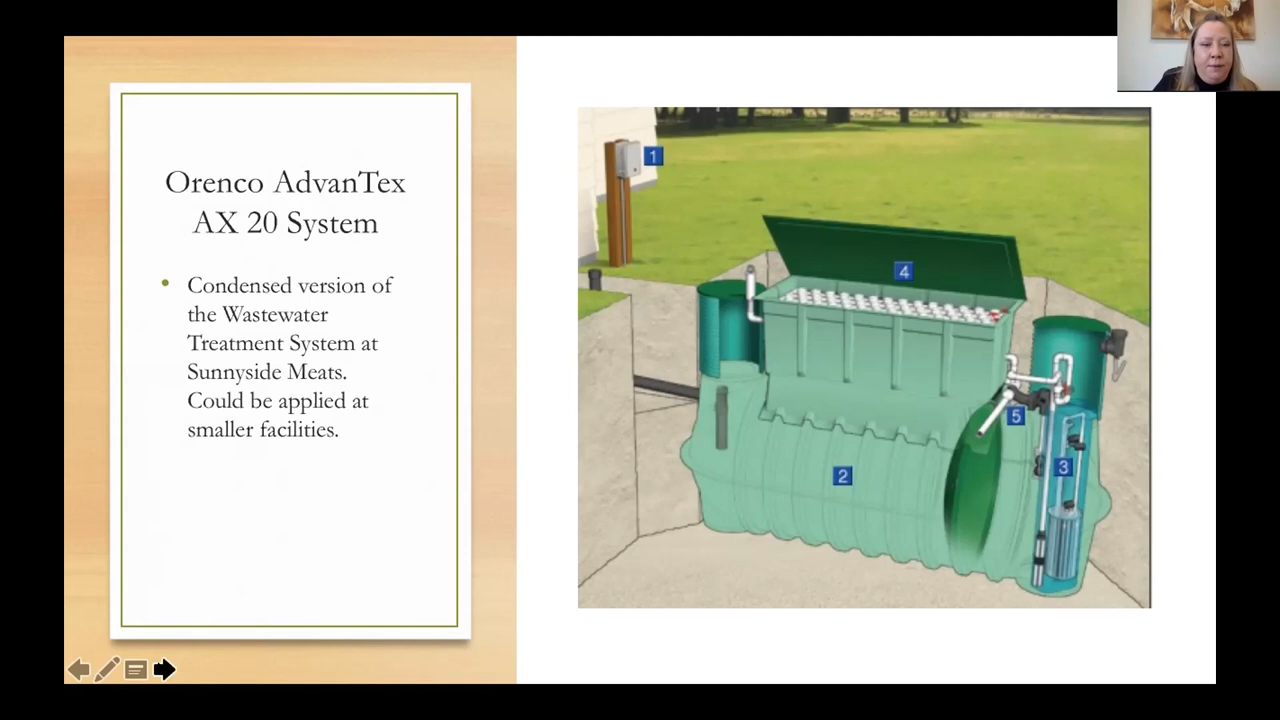 Orenco AdvanTex
AX 20 System
• Condensed version of
the Wastewater
Treatment System at
Sunnyside Meats.
Could be applied at
smaller facilities.
1
4
5
3
2